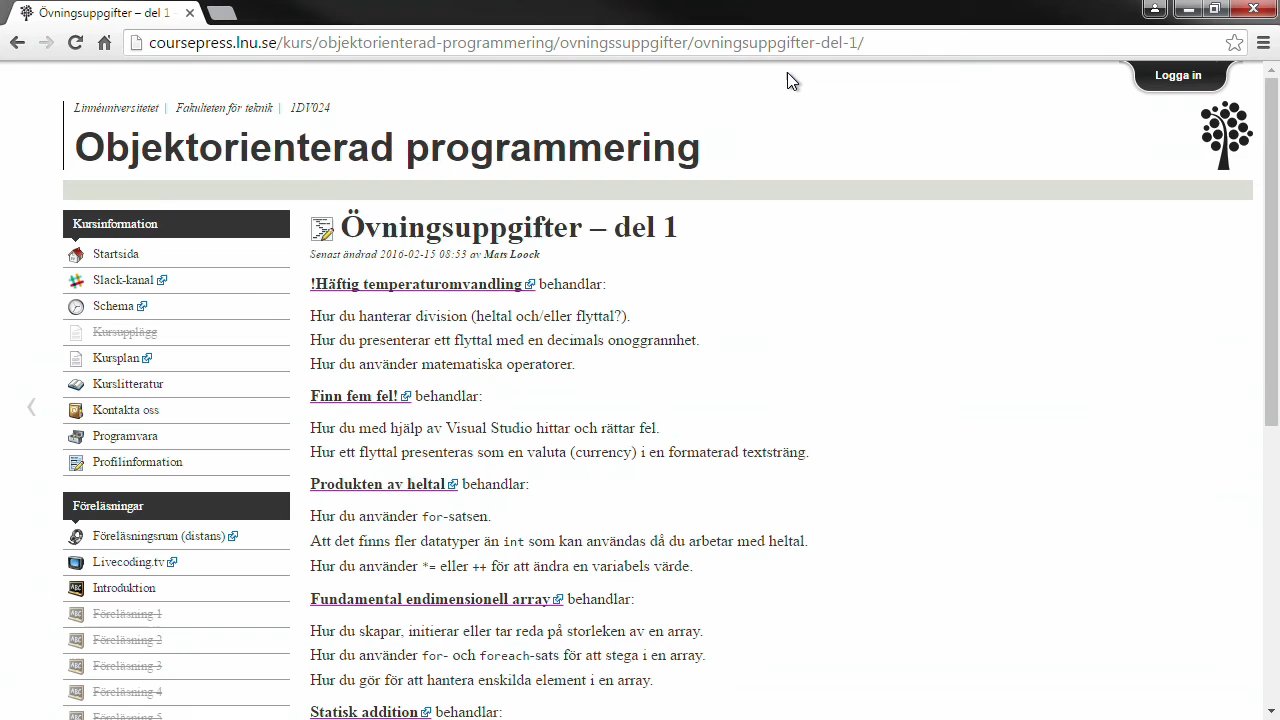 Övningsuppgifter – del 1
coursepress.lnu.se/kurs/objektorienterad-programmering/ovningssuppgifter/ovningsuppgifter-del-1/
Logga in
Linnéuniversitetet | Fakulteten för teknik | 1DV024
Objektorienterad programmering
Kursinformation
Startsida
Slack-kanal
Schema
Kursupplägg
Kursplan
Kurslitteratur
Kontakta oss
Programvara
Profilinformation
Föreläsningar
Föreläsningsrum (distans)
Livecoding.tv
Introduktion
Föreläsning 1
Föreläsning 2
Föreläsning 3
Föreläsning 4
Föreläsning 5
Övningsuppgifter – del 1
Senast ändrad 2016-02-15 08:53 av Mats Loock
!Häftig temperaturomvandling behandlar:
Hur du hanterar division (heltal och/eller flyttal?).
Hur du presenterar ett flyttal med en decimals onoggrannhet.
Hur du använder matematiska operatorer.
Finn fem fel! behandlar:
Hur du med hjälp av Visual Studio hittar och rättar fel.
Hur ett flyttal presenteras som en valuta (currency) i en formaterad textsträng.
Produkten av heltal behandlar:
Hur du använder for-satsen.
Att det finns fler datatyper än int som kan användas då du arbetar med heltal.
Hur du använder *= eller ++ för att ändra en variabels värde.
Fundamental endimensionell array behandlar:
Hur du skapar, initierar eller tar reda på storleken av en array.
Hur du använder for- och foreach-sats för att stega i en array.
Hur du gör för att hantera enskilda element i en array.
Statisk addition behandlar: